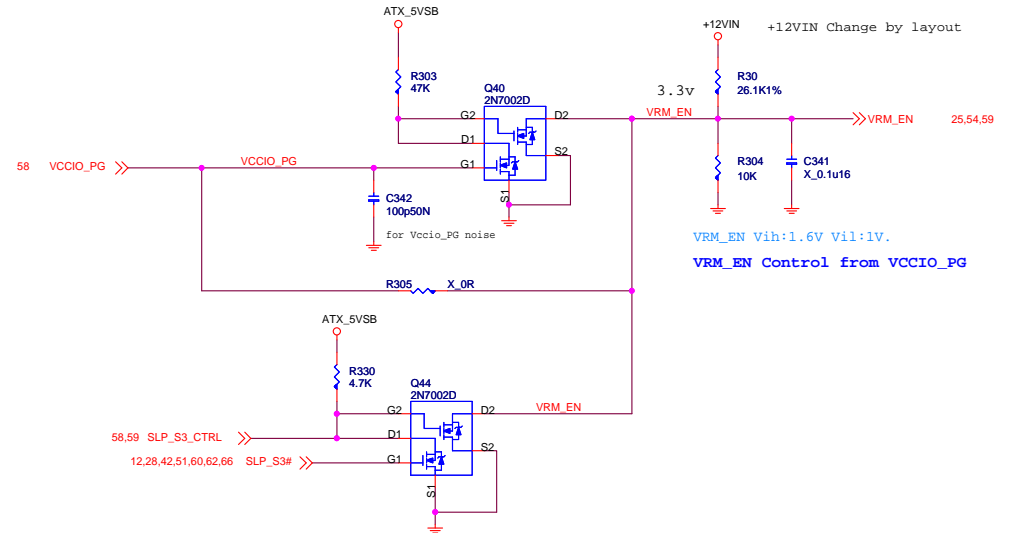 ATX_5VSB
+12VIN
+12VIN Change by layout
R303
47K
Q40
2N7002D
3.3v
R30
26.1K1%
G2
D2
VRM_EN
VRM_EN
25,54,59
D1
S2
58
VCCIO_PG
VCCIO_PG
G1
R304
10K
C341
X_0.1u16
S1
C342
100p50N
for Vccio_PG noise
VRM_EN Vih:1.6V Vil:1V.
VRM_EN Control from VCCIO_PG
R305
X_0R
ATX_5VSB
R330
4.7K
Q44
2N7002D
G2
D2
VRM_EN
58,59
SLP_S3_CTRL
D1
S2
12,28,42,51,60,62,66
SLP_S3#
G1
S1